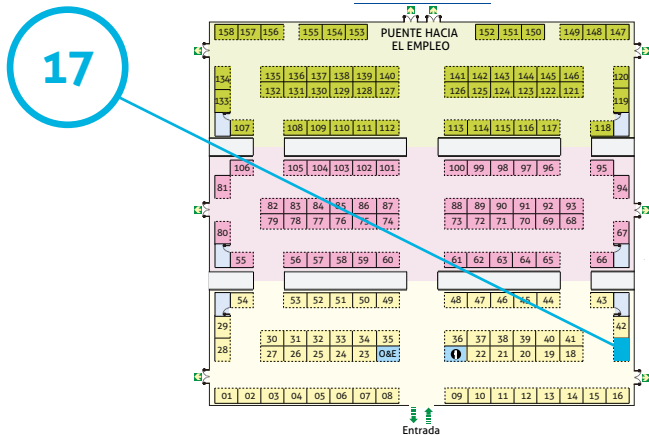 17
158 157 156 155 154 153 PUENTE HACIA 152 151 150 149 148 147
EL EMPLEO
134 135 136 137 138 139 140 141 142 143 144 145 146 120
133 132 131 130 129 128 127 126 125 124 123 122 121 119
107 108 109 110 111 112 113 114 115 116 117 118
106 105 104 103 102 101 100 99 98 97 96 95
81 94
82 83 84 85 86 87 88 89 90 91 92 93
80 79 78 77 76 75 74 73 72 71 70 69 68 67
55 56 57 58 59 60 61 62 63 64 65 66
54 53 52 51 50 49 48 47 46 45 44 43
29 42
30 31 32 33 34 35 36 37 38 39 40 41
28 27 26 25 24 23 O&E 22 21 20 19 18
01 02 03 04 05 06 07 08 09 10 11 12 13 14 15 16
Entrada